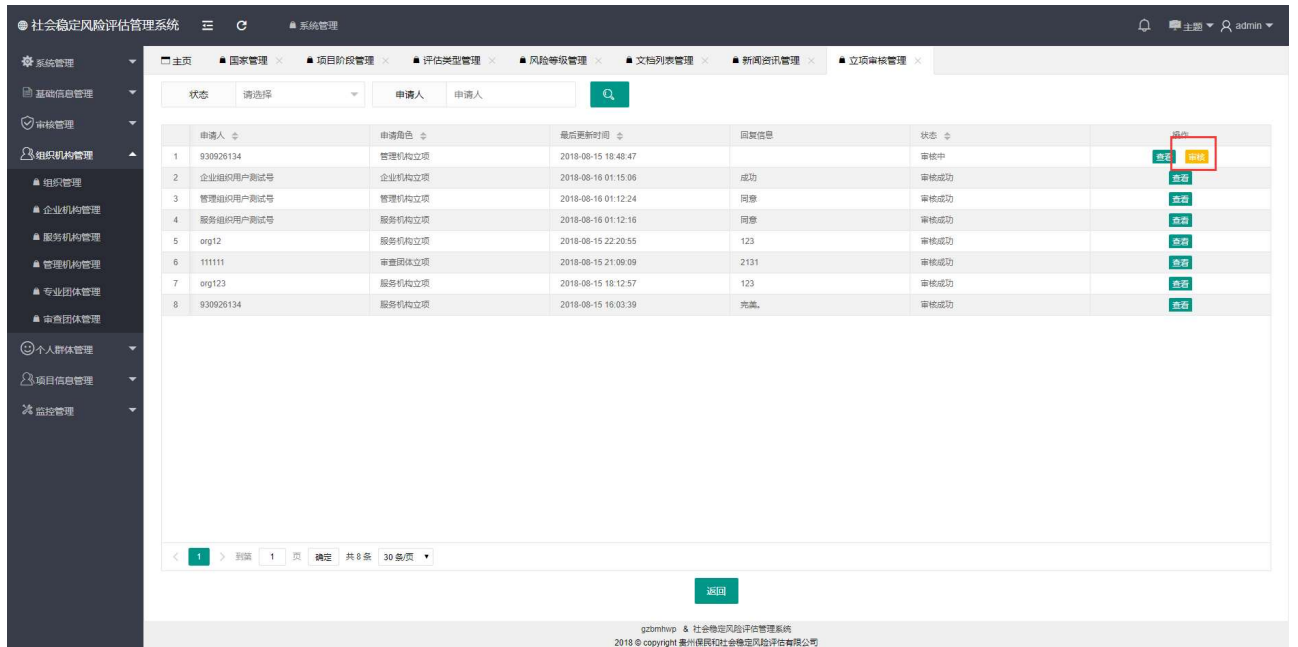 社会稳定风险评估管理系统 系统管理 主题 admin
系统管理
基础信息管理
审核管理
组织机构管理
组织管理
企业机构管理
服务机构管理
管理机构管理
专业团体管理
审查团体管理
个人群体管理
项目信息管理
监控管理
主页 国家管理 项目阶段管理 评估类型管理 风险等级管理 文档列表管理 新闻资讯管理 立项审核管理
状态 请选择 申请人 申请人
申请人 申请角色 最后更新时间 回复信息 状态 操作
1 930926134 管理机构立项 2018-08-15 18:48:47 审核中 查看 审核
2 企业组织用户测试号 企业机构立项 2018-08-16 01:15:06 成功 审核成功 查看
3 管理组织用户测试号 管理机构立项 2018-08-16 01:12:24 同意 审核成功 查看
4 服务组织用户测试号 服务机构立项 2018-08-16 01:12:16 同意 审核成功 查看
5 org12 服务机构立项 2018-08-15 22:20:55 123 审核成功 查看
6 111111 审查团体立项 2018-08-15 21:09:09 2131 审核成功 查看
7 org123 服务机构立项 2018-08-15 18:12:57 123 审核成功 查看
8 930926134 服务机构立项 2018-08-15 16:03:39 完美。 审核成功 查看
1 到第 1 页 确定 共 8 条 30 条/页
返回
gzbmhwp & 社会稳定风险评估管理系统
2018 © copyright 贵州保民和社会稳定风险评估有限公司